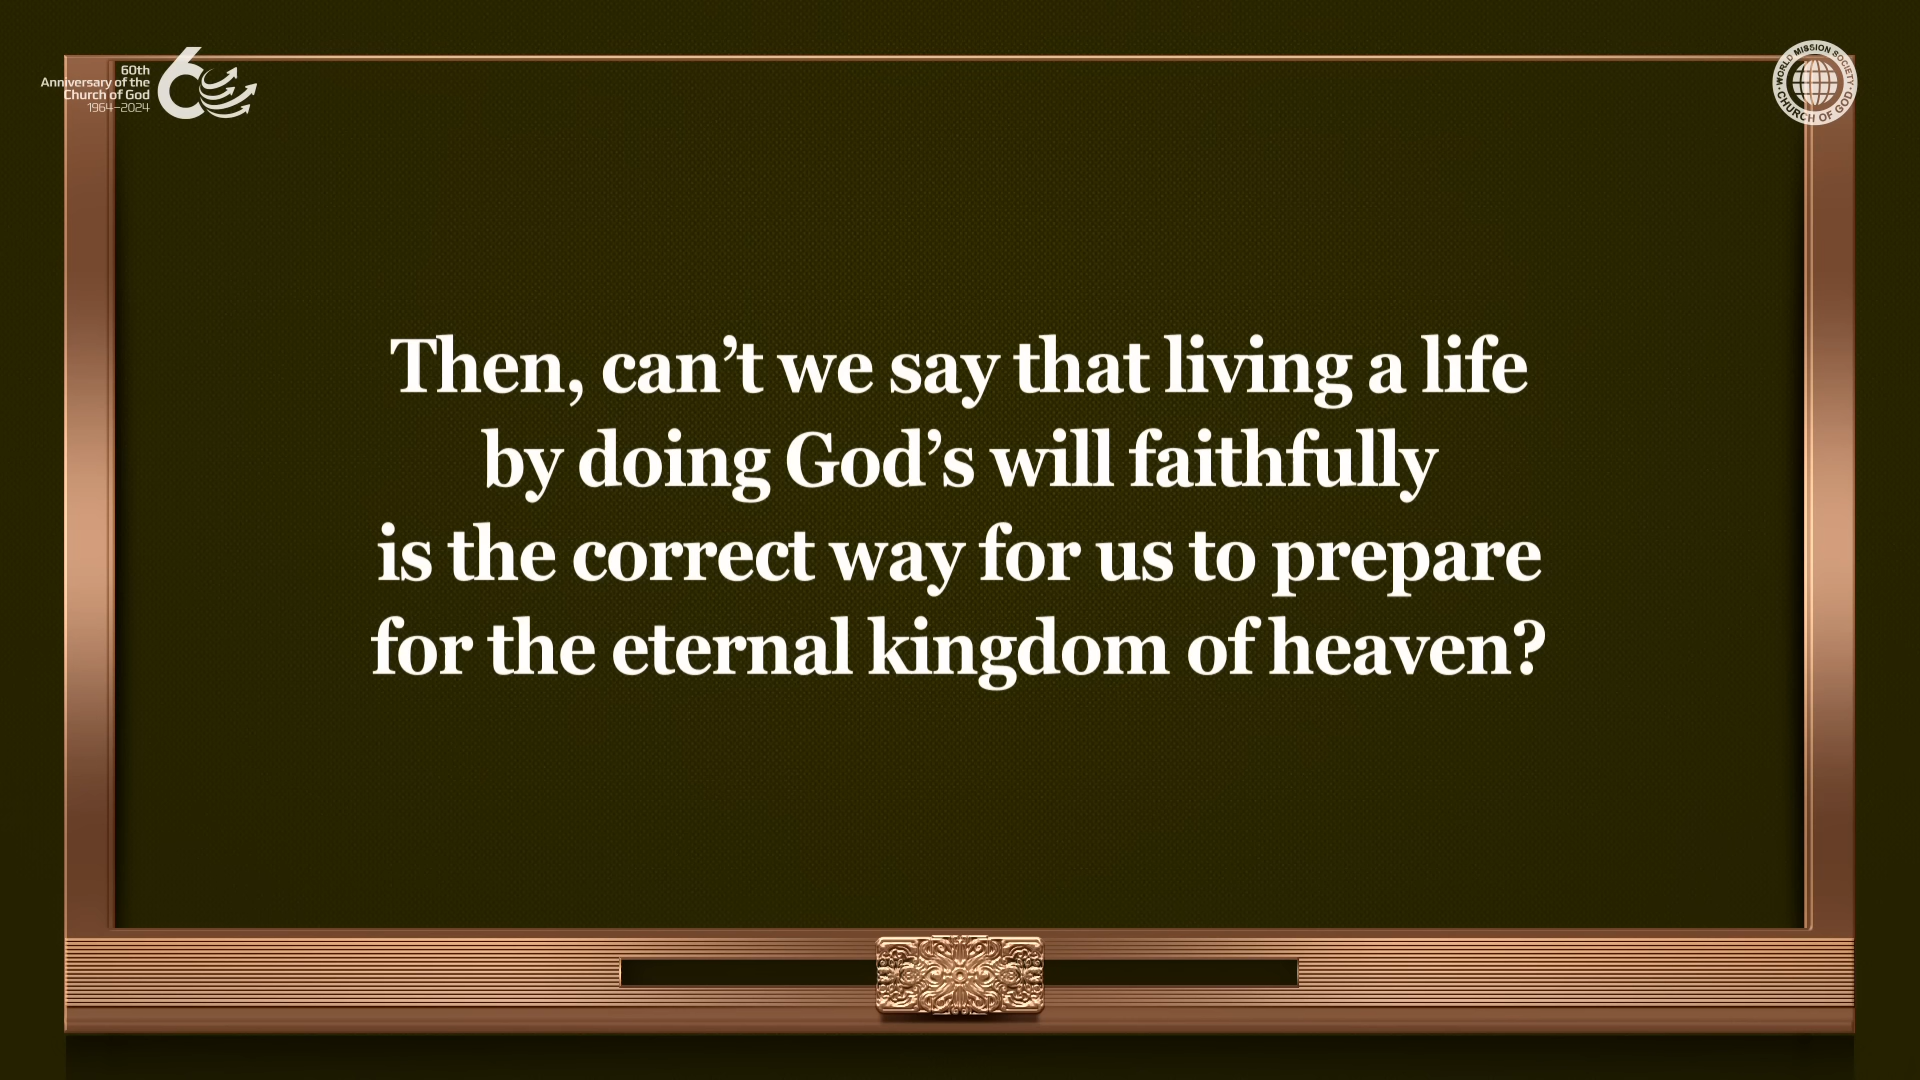 60th
Anniversary of the
Church of God
1964–2024
WORLD MISSION SOCIETY
CHURCH OF GOD
Then, can’t we say that living a life
by doing God’s will faithfully
is the correct way for us to prepare
for the eternal kingdom of heaven?